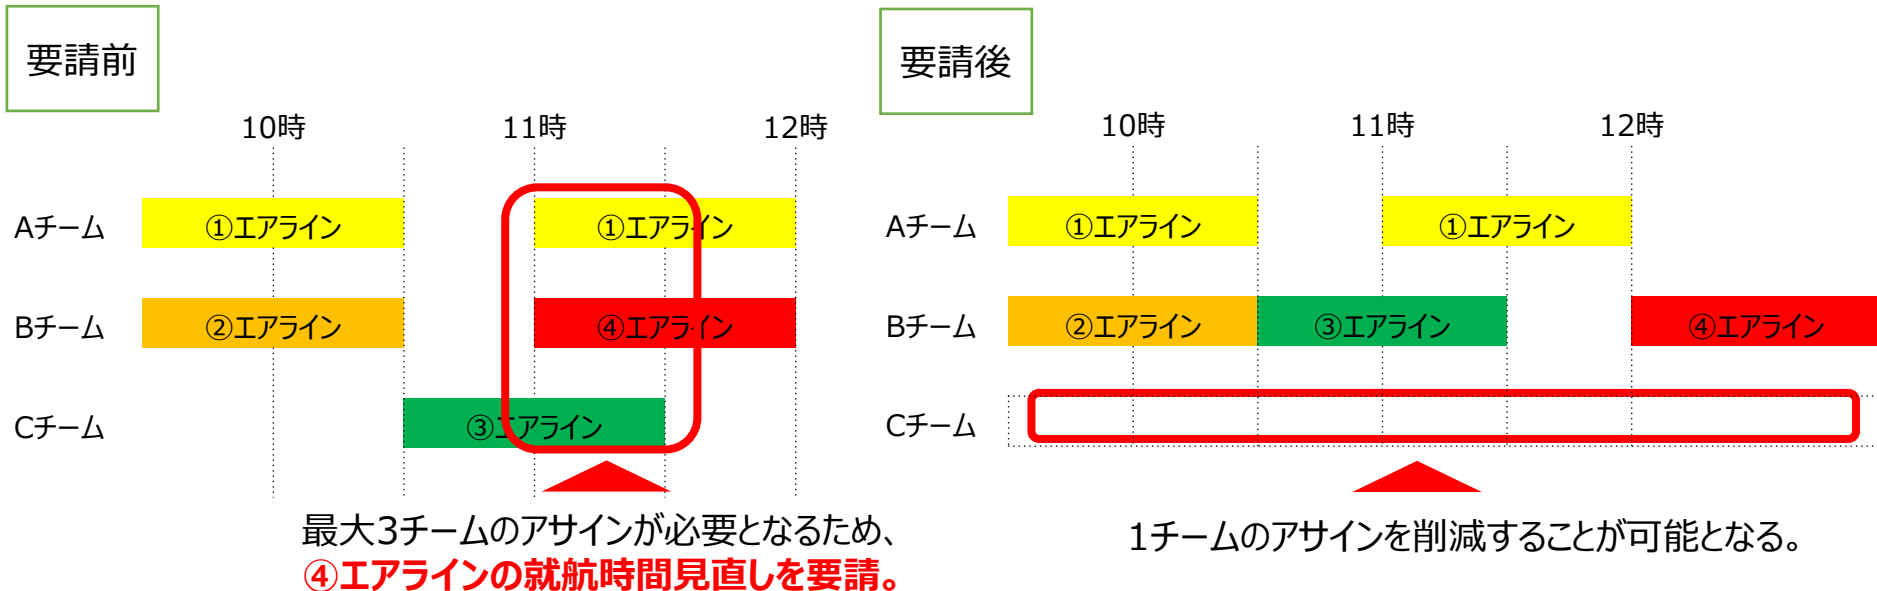 要請前
10時
11時
12時
Aチーム
①エアライン
①エアライン
Bチーム
②エアライン
④エアライン
Cチーム
③エアライン
最大3チームのアサインが必要となるため、
④エアラインの就航時間見直しを要請。
要請後
10時
11時
12時
Aチーム
①エアライン
①エアライン
Bチーム
②エアライン
③エアライン
④エアライン
Cチーム
1チームのアサインを削減することが可能となる。